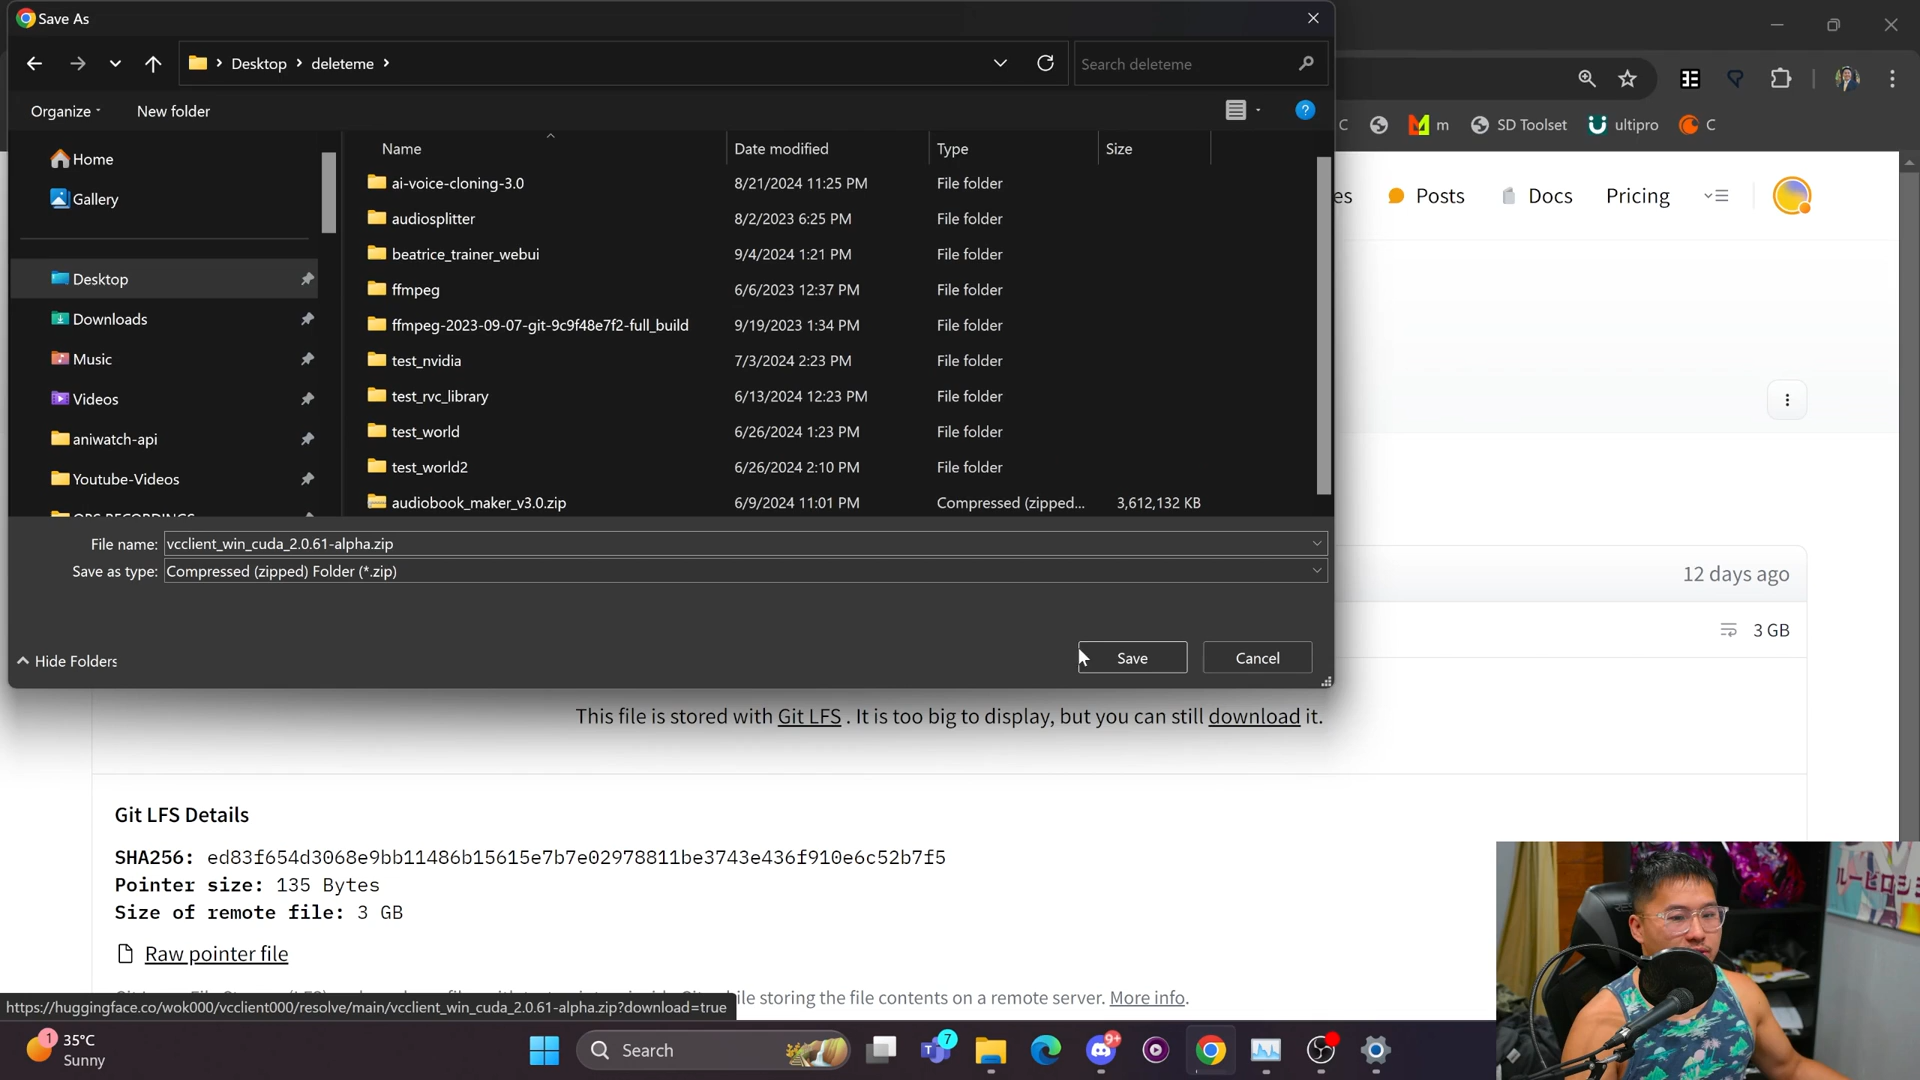 Save As
Desktop > deleteme >
Search deleteme
Organize
New folder
C
m
SD Toolset
ultipro
C
Home
Gallery
Desktop
Downloads
Music
Videos
aniwatch-api
Youtube-Videos
OBS RECORDINGS
Name Date modified Type Size
ai-voice-cloning-3.0 8/21/2024 11:25 PM File folder
audiosplitter 8/2/2023 6:25 PM File folder
beatrice_trainer_webui 9/4/2024 1:21 PM File folder
ffmpeg 6/6/2023 12:37 PM File folder
ffmpeg-2023-09-07-git-9c9f48e7f2-full_build 9/19/2023 1:34 PM File folder
test_nvidia 7/3/2024 2:23 PM File folder
test_rvc_library 6/13/2024 12:23 PM File folder
test_world 6/26/2024 1:23 PM File folder
test_world2 6/26/2024 2:10 PM File folder
audiobook_maker_v3.0.zip 6/9/2024 11:01 PM Compressed (zipped... 3,612,132 KB
File name: vcclient_win_cuda_2.0.61-alpha.zip
Save as type: Compressed (zipped) Folder (*.zip)
Hide Folders
Save
Cancel
es Posts Docs Pricing
12 days ago
3 GB
This file is stored with Git LFS . It is too big to display, but you can still download it.
Git LFS Details
SHA256: ed83f654d3068e9bb11486b15615e7b7e02978811be3743e436f910e6c52b7f5
Pointer size: 135 Bytes
Size of remote file: 3 GB
Raw pointer file
ile storing the file contents on a remote server. More info.
https://huggingface.co/wok000/vcclient000/resolve/main/vcclient_win_cuda_2.0.61-alpha.zip?download=true
1
35°C
Sunny
Search
7
9+